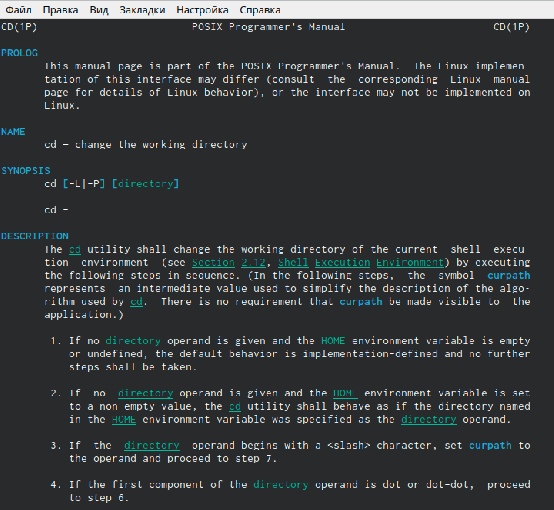 Файл Правка Вид Закладки Настройка Справка
CD(1P) POSIX Programmer's Manual CD(1P)
PROLOG
This manual page is part of the POSIX Programmer's Manual. The Linux implemen‐
tation of this interface may differ (consult the corresponding Linux manual
page for details of Linux behavior), or the interface may not be implemented on
Linux.
NAME
cd — change the working directory
SYNOPSIS
cd [-L|-P] [directory]
cd -
DESCRIPTION
The cd utility shall change the working directory of the current shell execu‐
tion environment (see Section 2.12, Shell Execution Environment) by executing
the following steps in sequence. (In the following steps, the symbol curpath
represents an intermediate value used to simplify the description of the algo‐
rithm used by cd. There is no requirement that curpath be made visible to the
application.)
1. If no directory operand is given and the HOME environment variable is empty
or undefined, the default behavior is implementation-defined and no further
steps shall be taken.
2. If no directory operand is given and the HOME environment variable is set
to a non empty value, the cd utility shall behave as if the directory named
in the HOME environment variable was specified as the directory operand.
3. If the directory operand begins with a <slash> character, set curpath to
the operand and proceed to step 7.
4. If the first component of the directory operand is dot or dot-dot, proceed
to step 6.